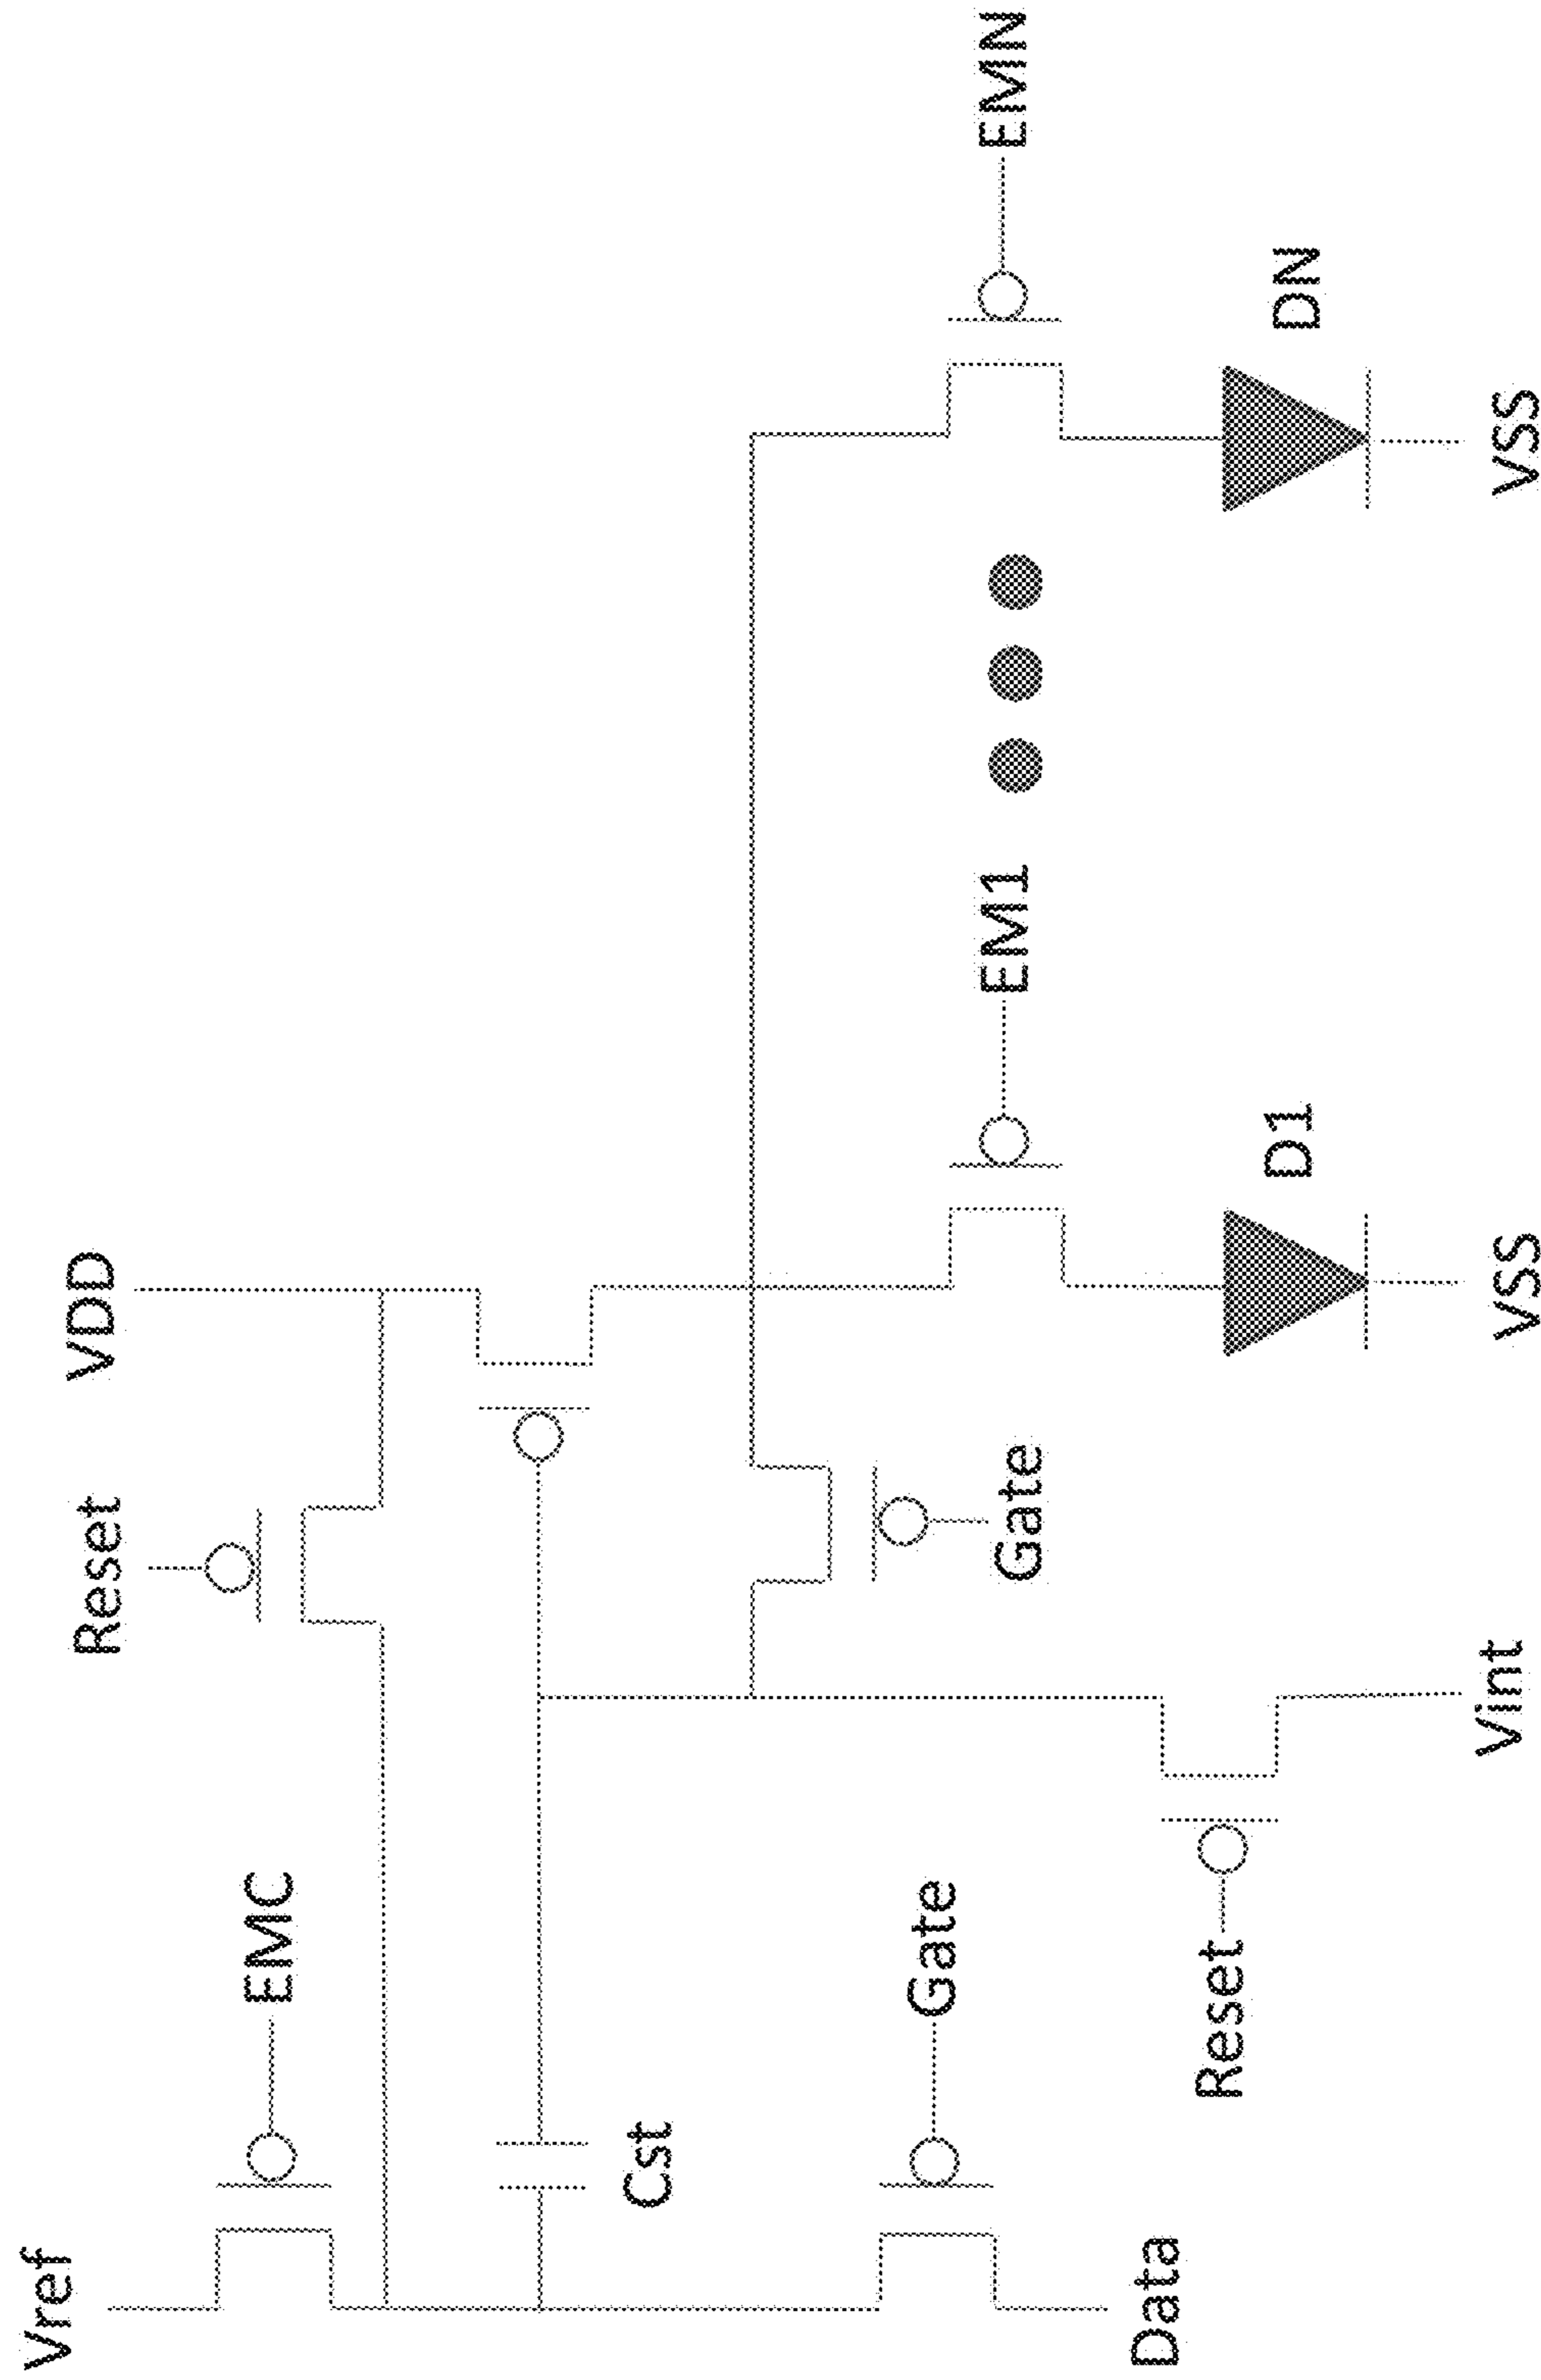 Vref
Reset
VDD
EMC
Cst
Gate
Gate
EM1
EMN
Data
Reset
D1
DN
Vint
VSS
VSS